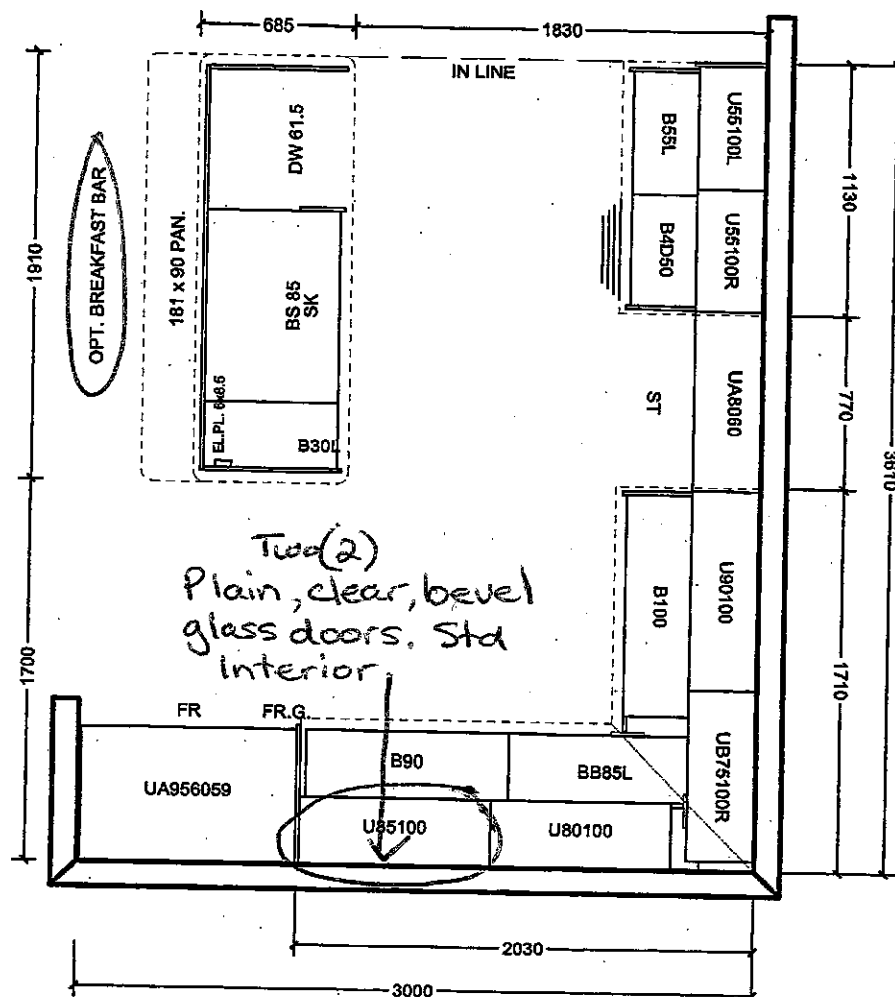 685
1830
IN LINE
1910
OPT. BREAKFAST BAR
181 x 90 PAN.
DW 61.5
BS 85
SK
EL.PL. 6x8.5
B30L
B55L
U55100L
B4D50
U55100R
1130
ST
UA8060
770
3610
B100
U90100
1710
Two(2)
Plain, clear, bevel
glass doors. Std
Interior
1700
FR
FR.G.
UA956059
B90
BB85L
UB75100R
U85100
U80100
2030
3000